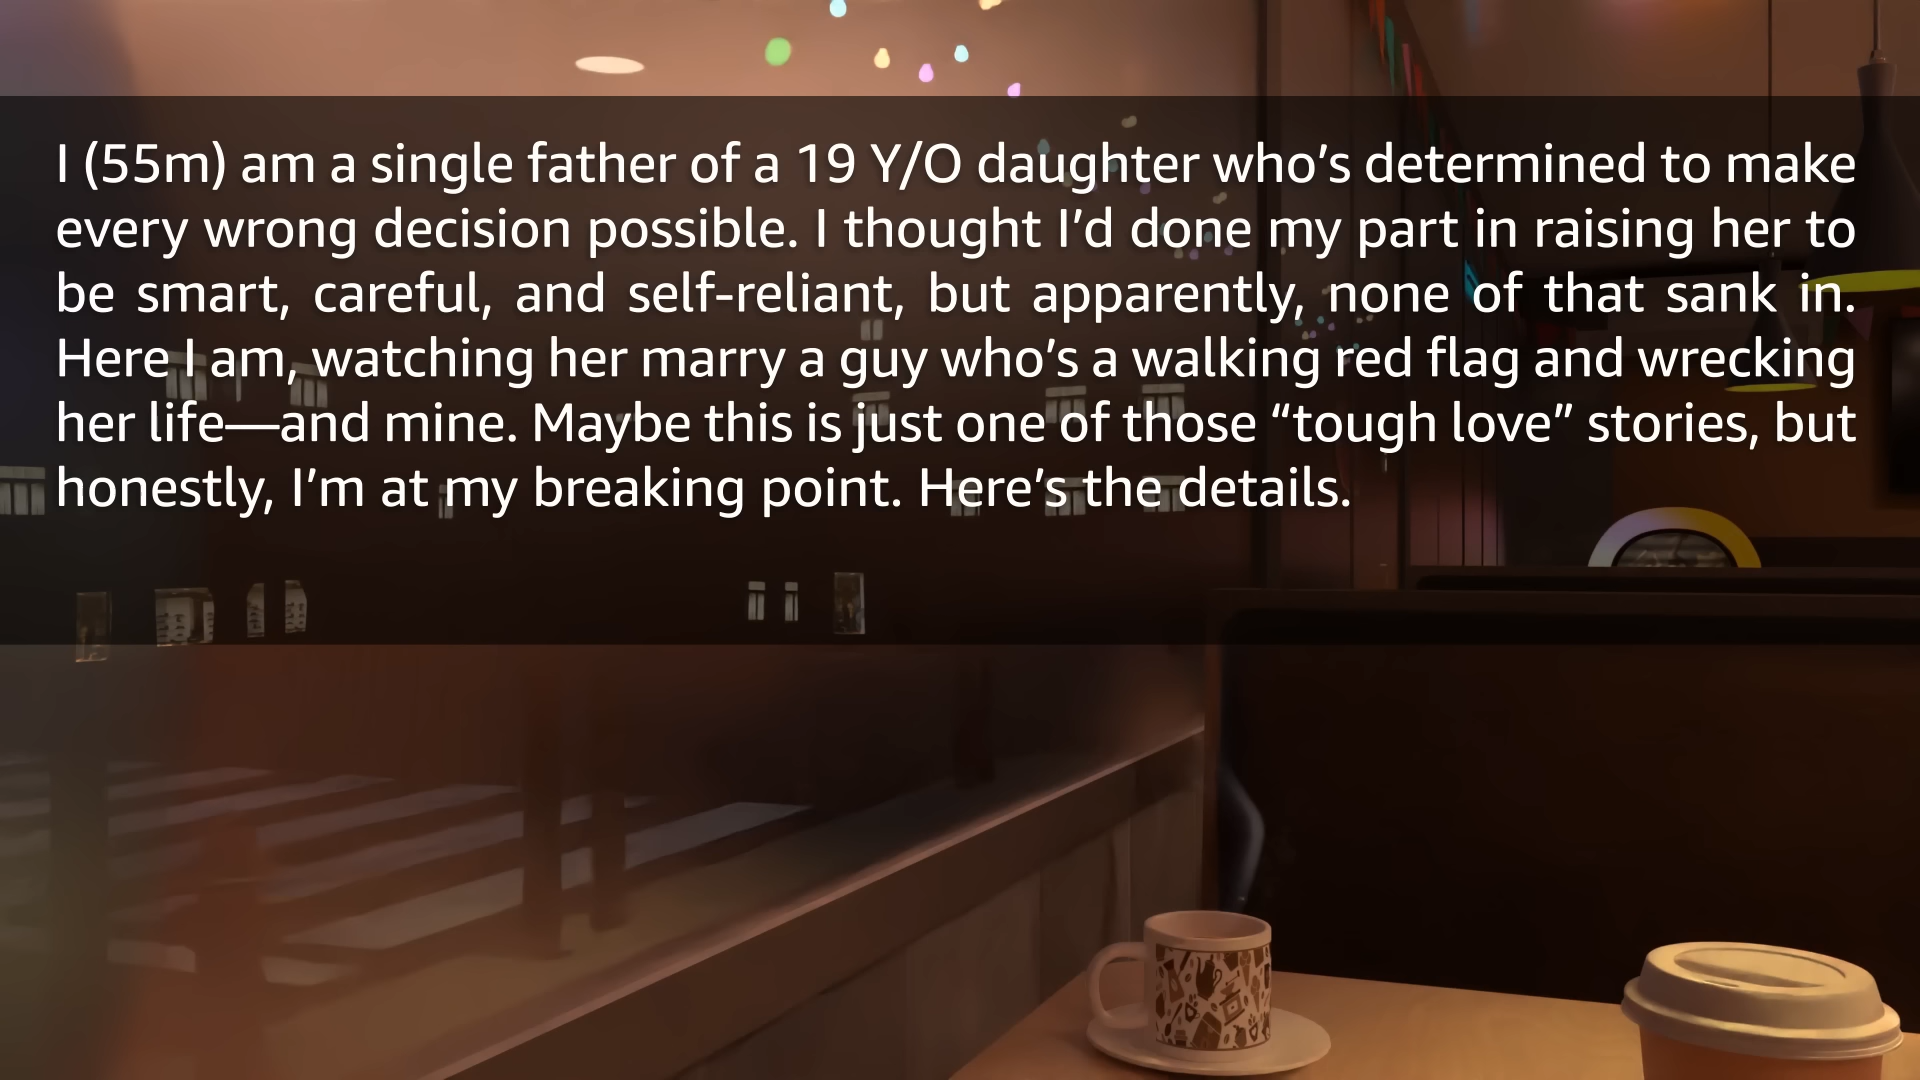 I (55m) am a single father of a 19 Y/O daughter who’s determined to make
every wrong decision possible. I thought I’d done my part in raising her to
be smart, careful, and self-reliant, but apparently, none of that sank in.
Here I am, watching her marry a guy who’s a walking red flag and wrecking
her life—and mine. Maybe this is just one of those “tough love” stories, but
honestly, I’m at my breaking point. Here’s the details.